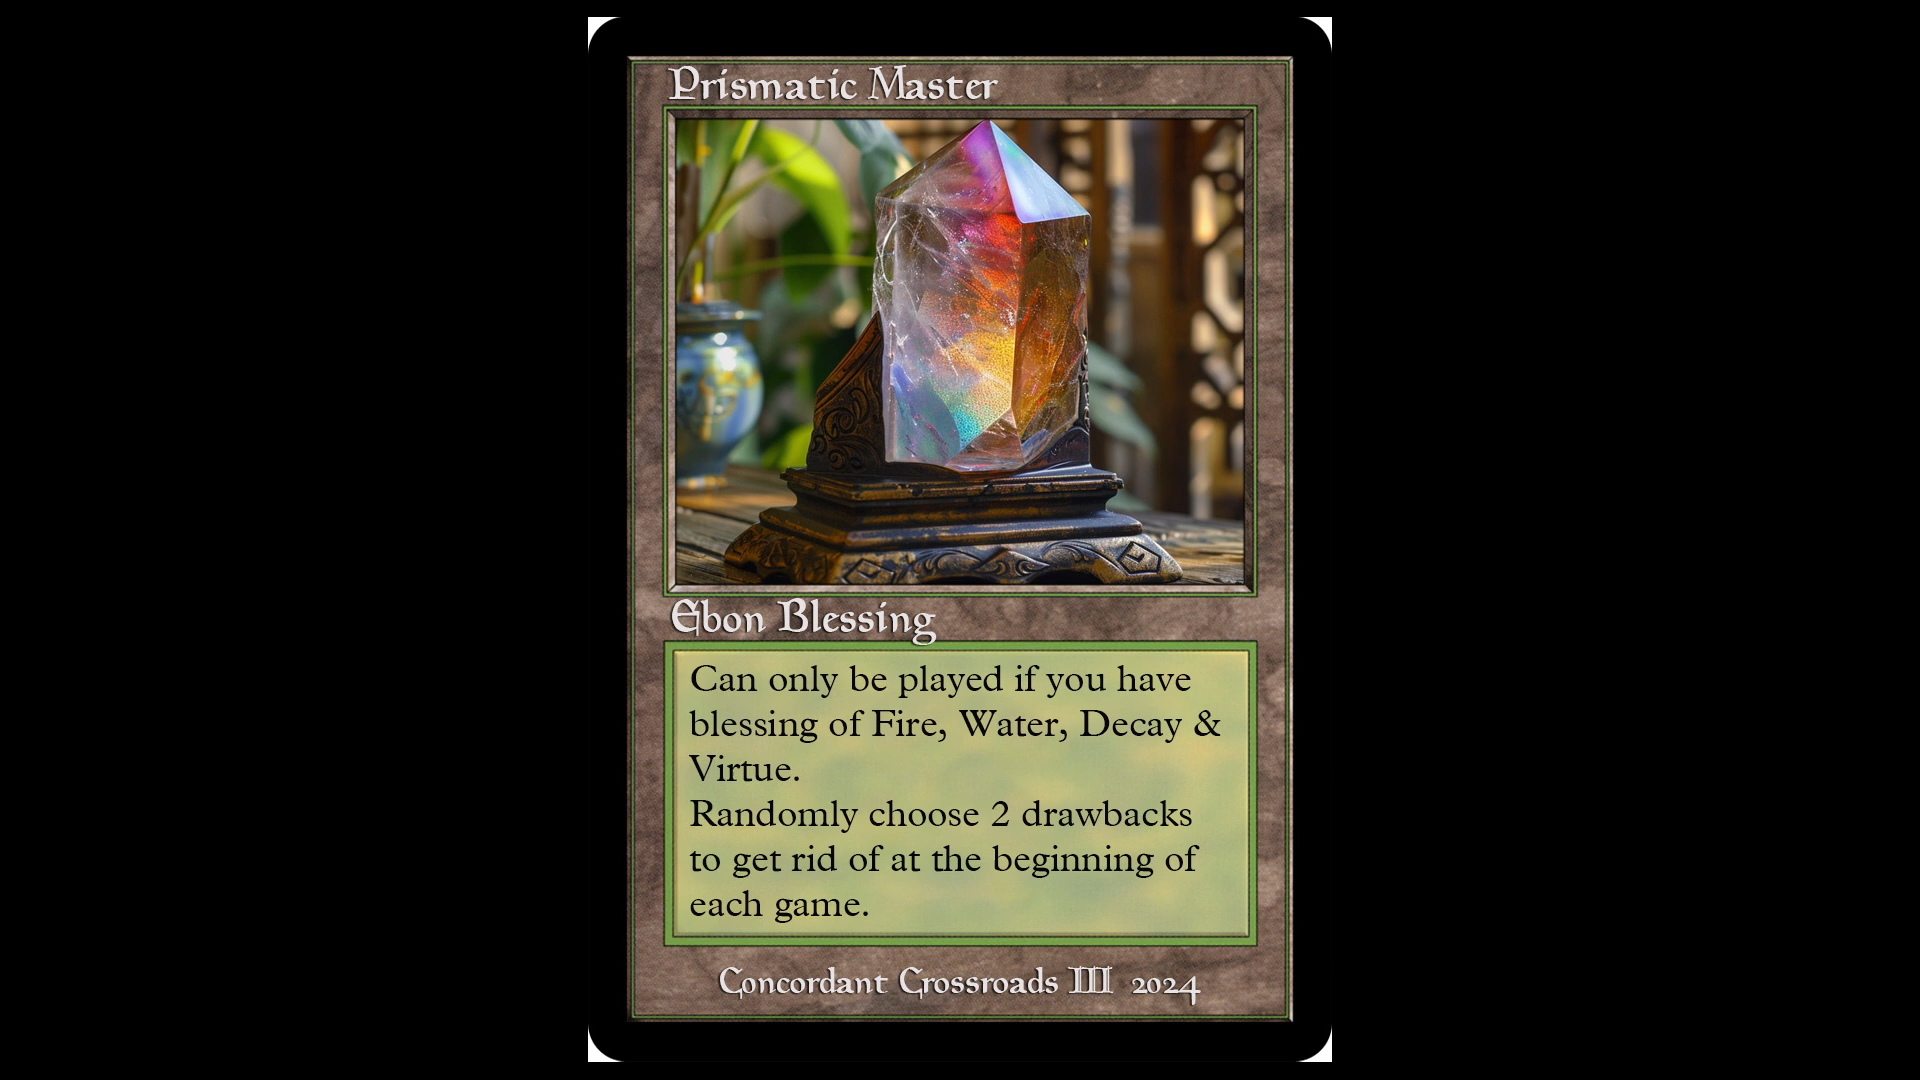 Prismatic Master
Ebon Blessing
Can only be played if you have
blessing of Fire, Water, Decay &
Virtue.
Randomly choose 2 drawbacks
to get rid of at the beginning of
each game.
Concordant Crossroads III 2024